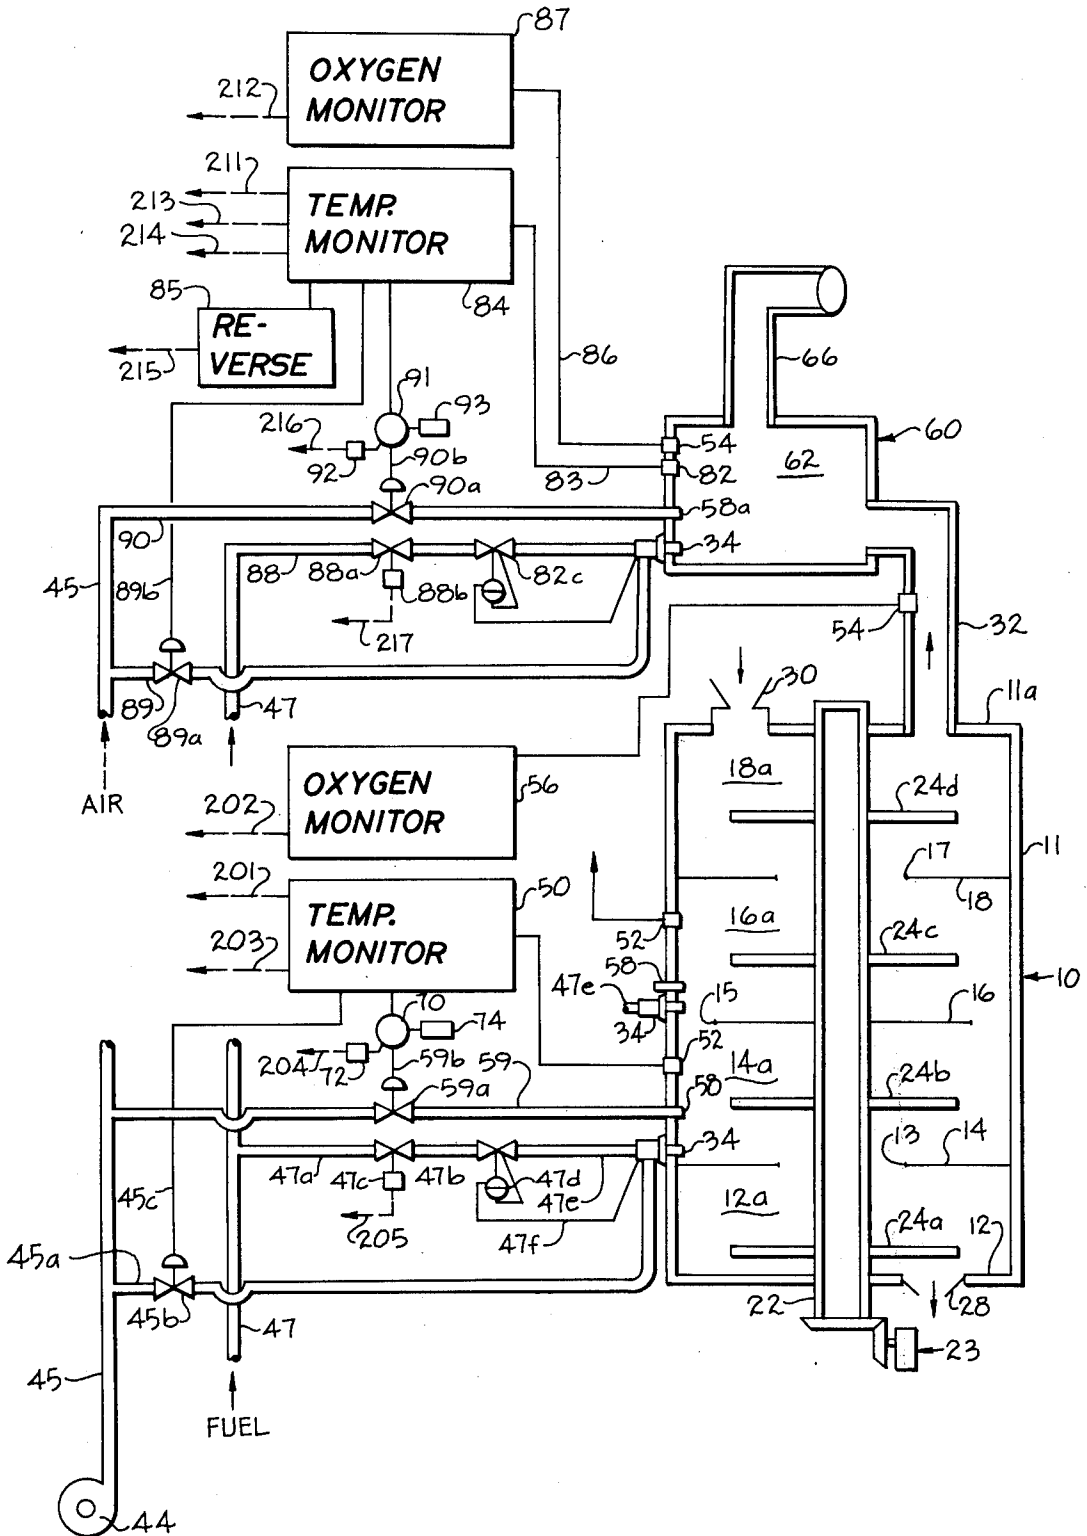 87
OXYGEN
MONITOR
212
211
213
214
TEMP.
MONITOR
84
85
RE-
VERSE
215
86
66
91
93
216
92
90b
54
82
83
60
62
90a
58a
90
34
88
88a
82c
88b
45
89b
217
54
32
89
89a
47
30
11a
AIR
18a
OXYGEN
MONITOR
56
202
24d
11
17
18
201
50
TEMP.
MONITOR
203
52
16a
24c
58
47e
10
70
74
34
15
16
204
72
59b
59
52
14a
59a
24b
58
13
14
34
47a
47c
47b
47d
47e
45c
205
47f
12a
24a
12
45a
45b
22
28
47
45
23
FUEL
44